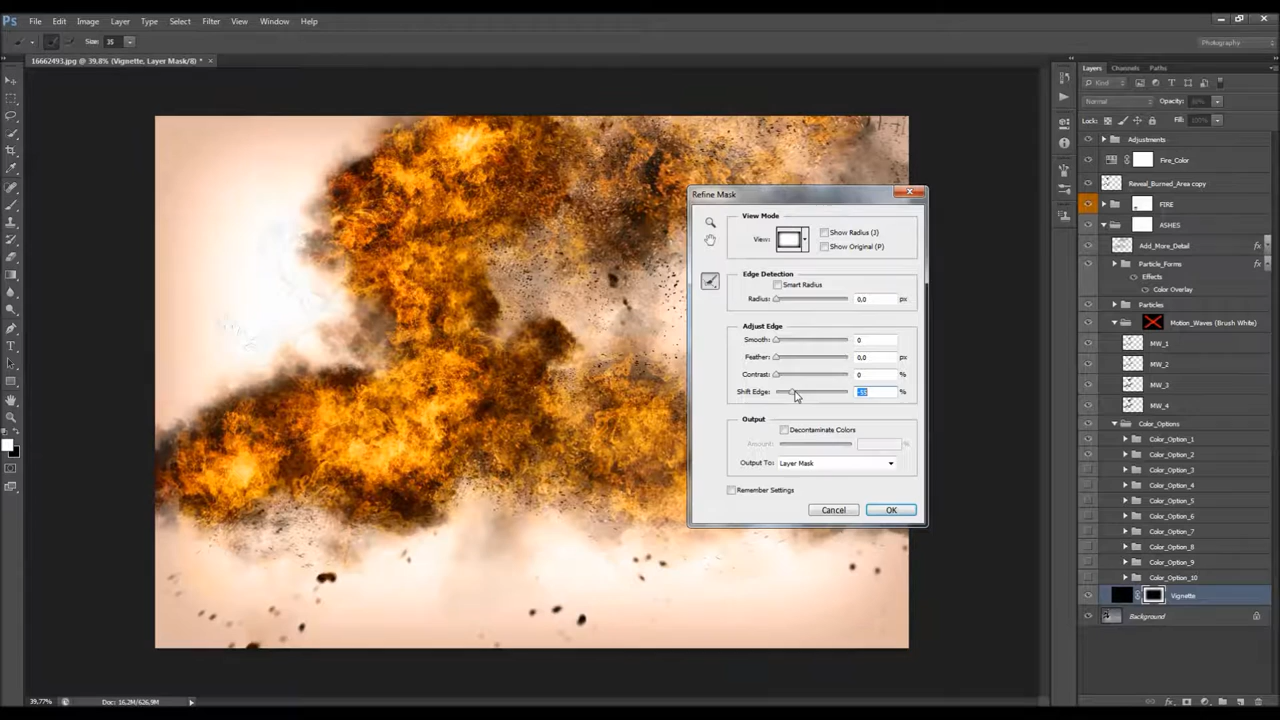 Ps File Edit Image Layer Type Select Filter View Window Help
Size: 35
Photography
16662493.jpg @ 39,8% (Vignette, Layer Mask/8) *
Layers Channels Paths
Kind
Normal Opacity:
Lock: Fill:
Adjustments
Fire_Color
Reveal_Burned_Area copy
FIRE
ASHES
Add_More_Detail fx
Particle_Forms fx
Effects
Color Overlay
Particles
Motion_Waves (Brush White)
MW_1
MW_2
MW_3
MW_4
Color_Options
Color_Option_1
Color_Option_2
Color_Option_3
Color_Option_4
Color_Option_5
Color_Option_6
Color_Option_7
Color_Option_8
Color_Option_9
Color_Option_10
Vignette
Background
Refine Mask
View Mode
View:
Show Radius (J)
Show Original (P)
Edge Detection
Smart Radius
Radius: 0,0 px
Adjust Edge
Smooth: 0
Feather: 0,0 px
Contrast: 0 %
Shift Edge: %
Output
Decontaminate Colors
Amount: %
Output To: Layer Mask
Remember Settings
Cancel OK
39,77% Doc: 16,2M/626,9M